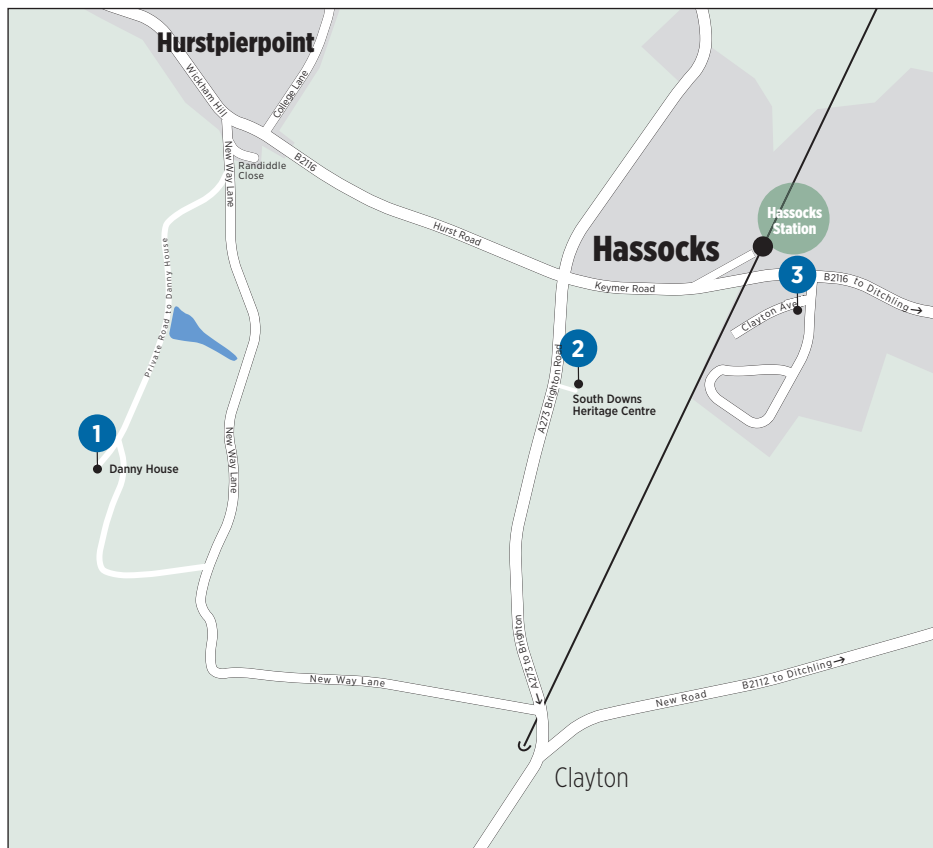 Hurstpierpoint
Wickham Hill
College Lane
B2116
Randiddle
Close
New Way Lane
Hurst Road
Hassocks
Hassocks
Station
Keymer Road
3
B2116 to Ditchling
Clayton Ave
Private Road to Danny House
2
A273 Brighton Road
South Downs
Heritage Centre
1
Danny House
New Way Lane
A273 to Brighton
New Way Lane
New Road
B2112 to Ditchling
Clayton